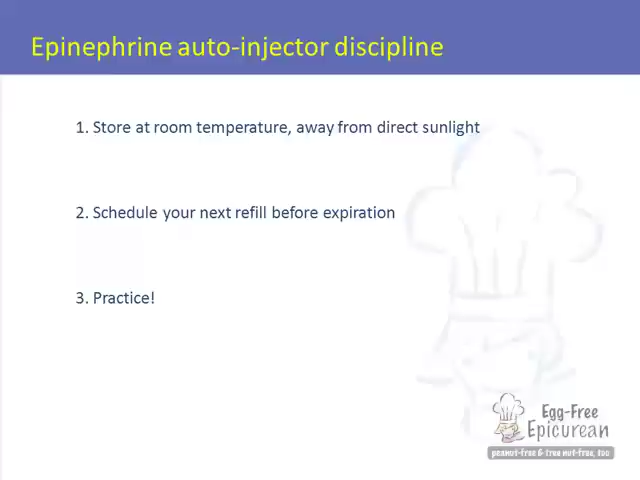 Epinephrine auto-injector discipline
1. Store at room temperature, away from direct sunlight
2. Schedule your next refill before expiration
3. Practice!
Egg-Free
Epicurean
peanut-free & tree nut-free, too